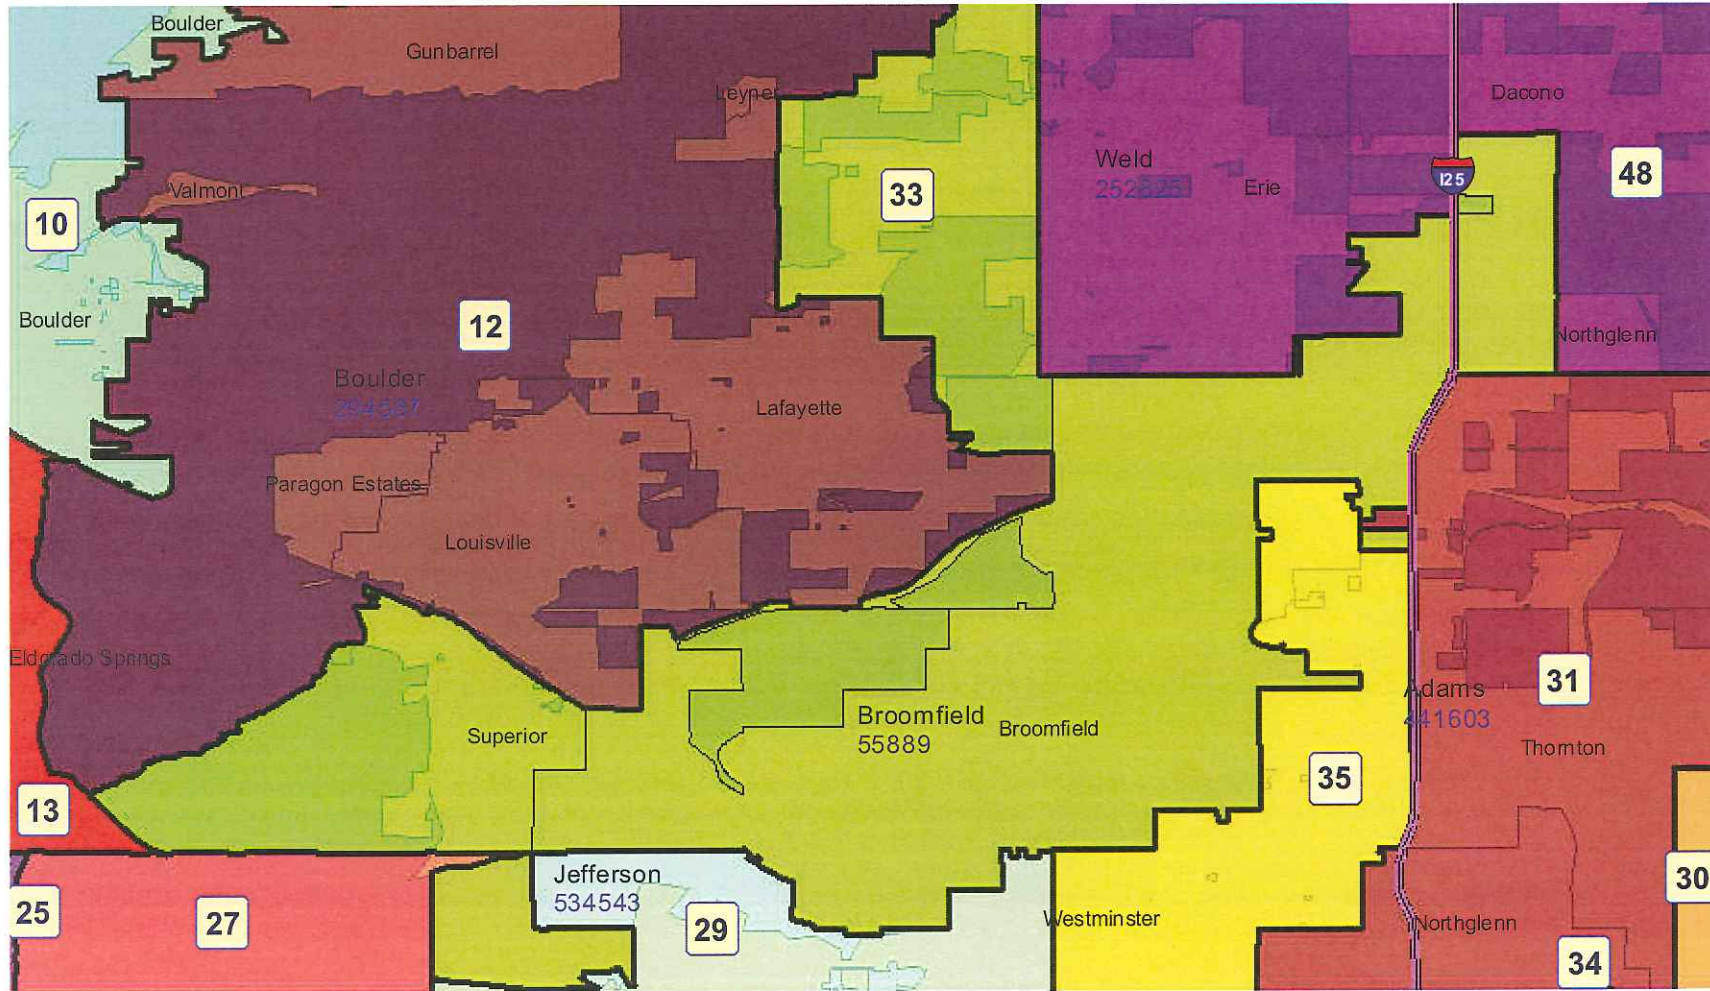 Boulder
Gunbarrel
Leyner
Dacono
Weld
252825
Erie
I25
48
Valmont
33
10
Boulder
12
Northglenn
Boulder
294567
Lafayette
Paragon Estates
Louisville
Eldorado Springs
31
Adams
441603
Superior
Broomfield
55889
Broomfield
Thornton
35
13
Jefferson
534543
30
25
27
29
Westminster
Northglenn
34